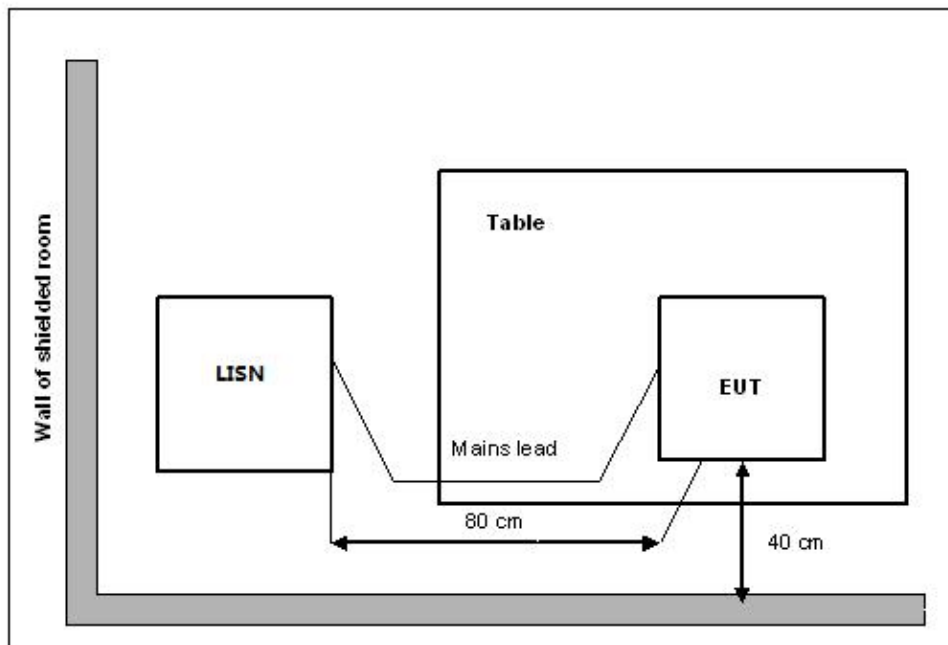 Wall of shielded room
Table
LISN
EUT
Mains lead
80 cm
40 cm